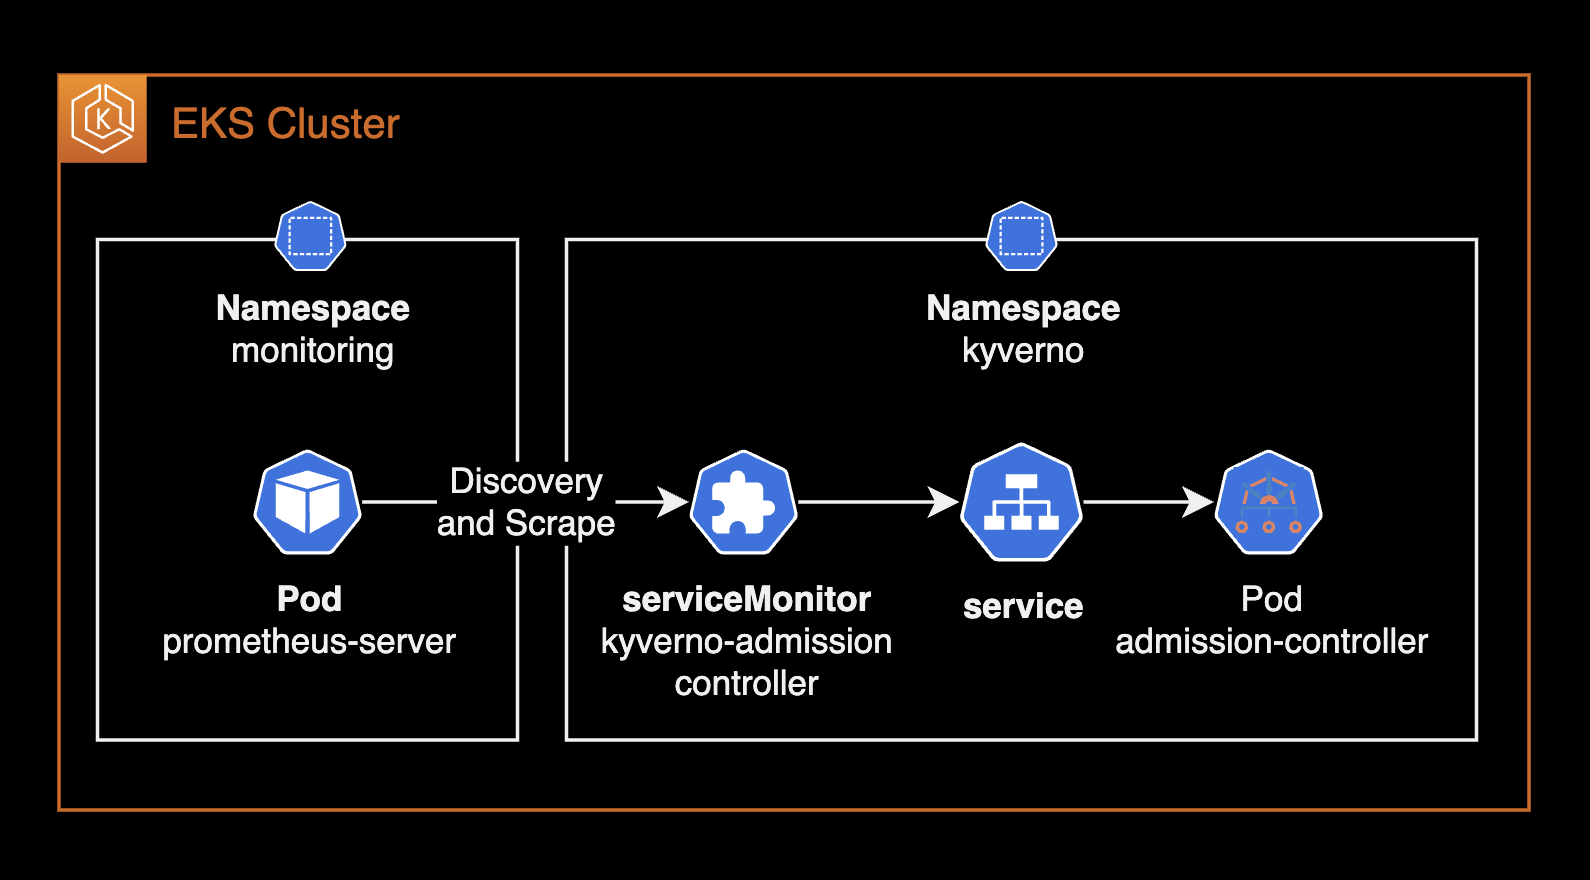 K
EKS Cluster
Namespace
monitoring
Namespace
kyverno
Discovery
and Scrape
Pod
prometheus-server
serviceMonitor
kyverno-admission
controller
service
Pod
admission-controller